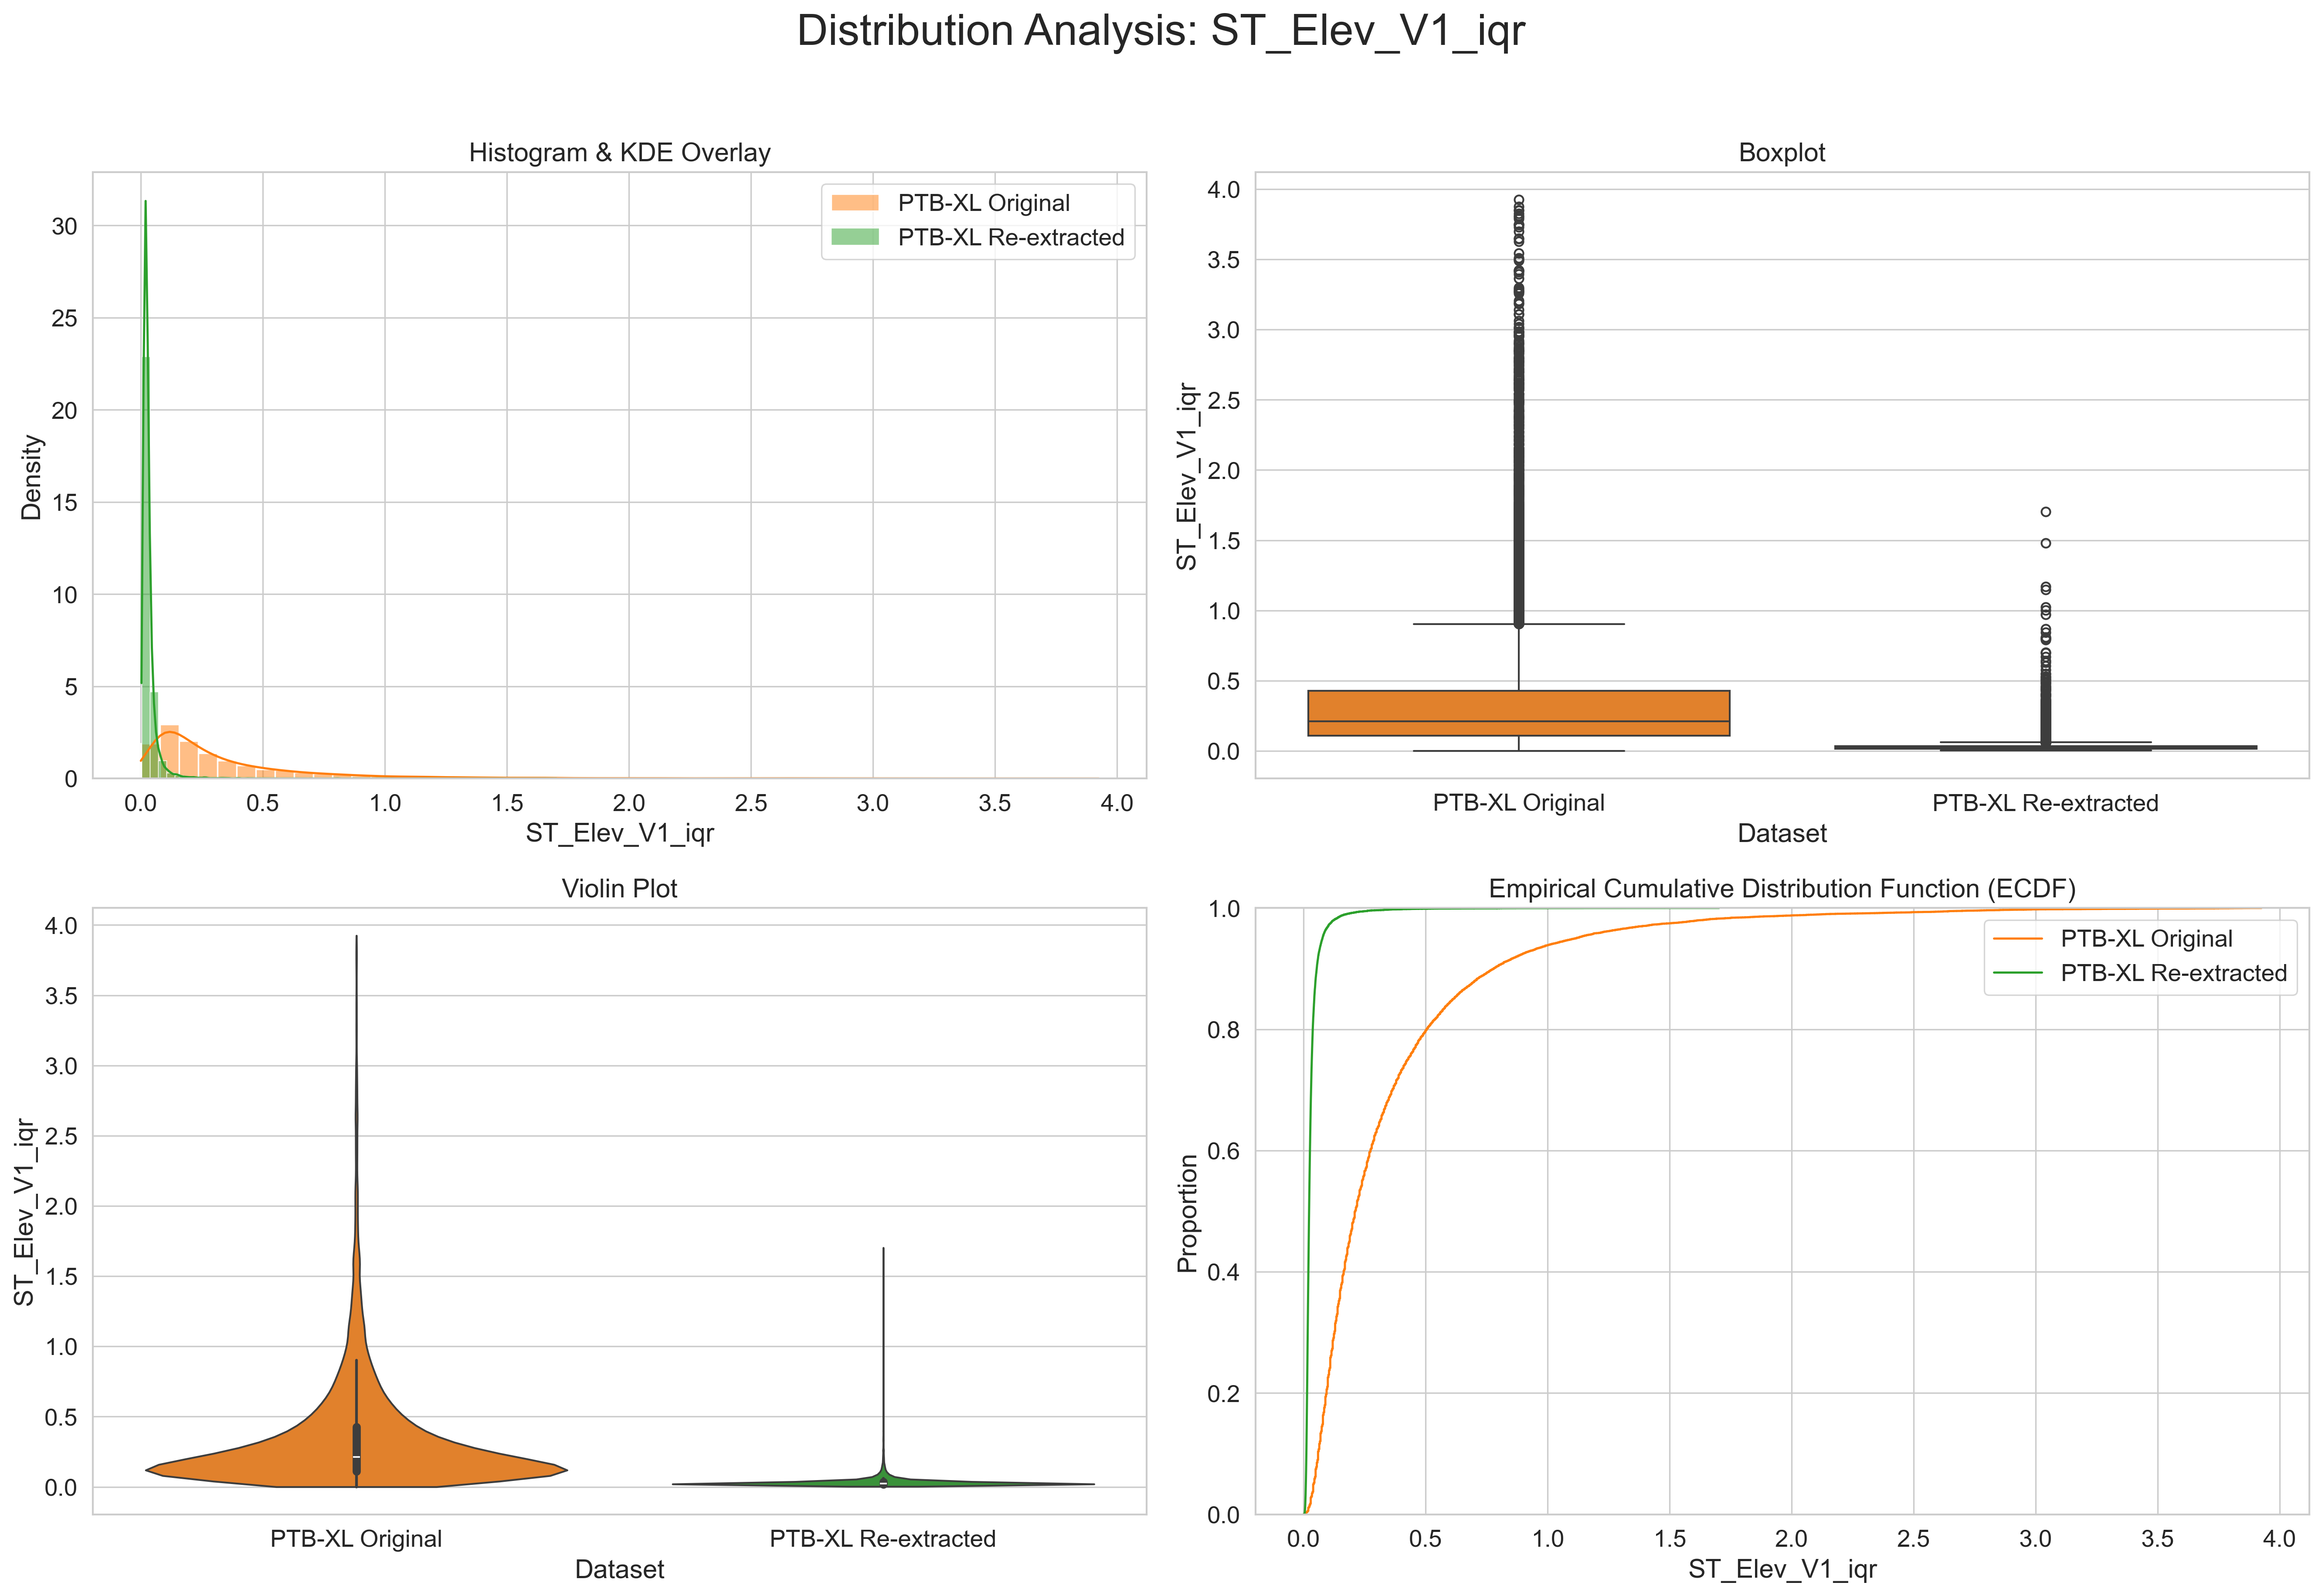 Distribution Analysis: ST_Elev_V1_iqr
Histogram & KDE Overlay
PTB-XL Original
PTB-XL Re-extracted
30
25
20
15
10
5
0
Density
0.0 0.5 1.0 1.5 2.0 2.5 3.0 3.5 4.0
ST_Elev_V1_iqr
Boxplot
4.0
3.5
3.0
2.5
2.0
1.5
1.0
0.5
0.0
ST_Elev_V1_iqr
PTB-XL Original PTB-XL Re-extracted
Dataset
Violin Plot
4.0
3.5
3.0
2.5
2.0
1.5
1.0
0.5
0.0
ST_Elev_V1_iqr
PTB-XL Original PTB-XL Re-extracted
Dataset
Empirical Cumulative Distribution Function (ECDF)
PTB-XL Original
PTB-XL Re-extracted
1.0
0.8
0.6
0.4
0.2
0.0
Proportion
0.0 0.5 1.0 1.5 2.0 2.5 3.0 3.5 4.0
ST_Elev_V1_iqr